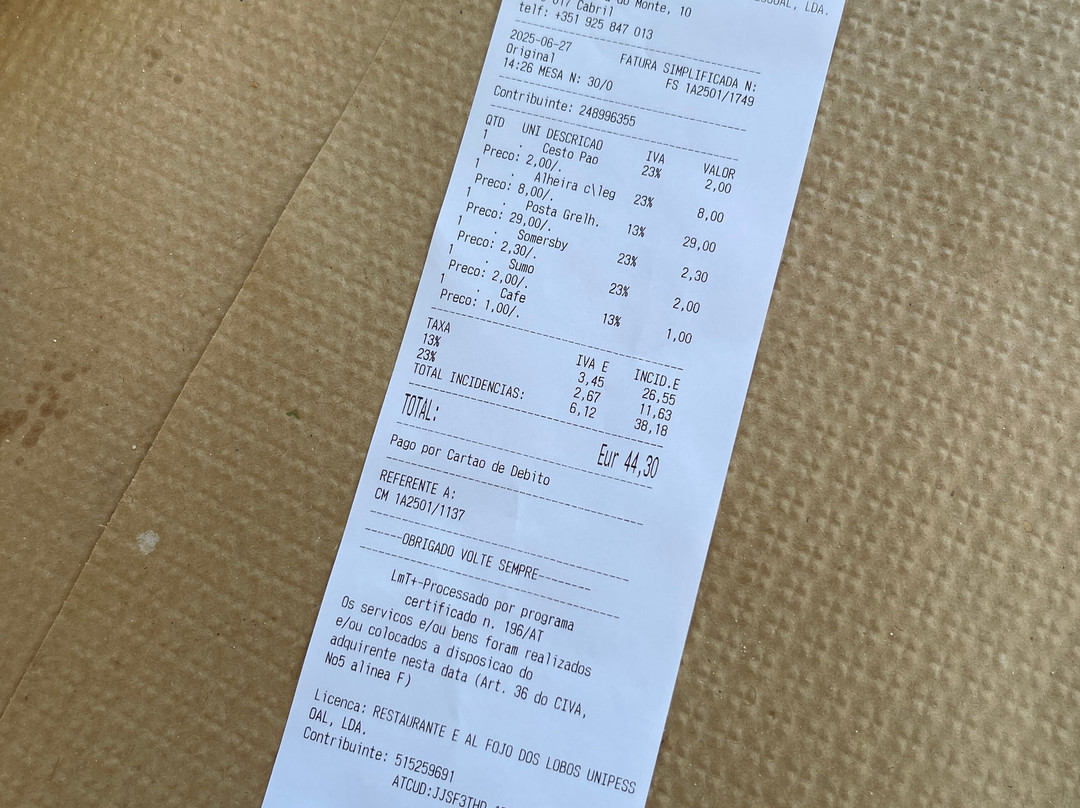 OAL, LDA.
do Monte, 10
017 Cabril
telf: +351 925 847 013
2025-06-27 FATURA SIMPLIFICADA N:
Original FS 1A2501/1749
14:26 MESA N: 30/0
Contribuinte: 248996355
QTD UNI DESCRICAO IVA VALOR
1 . Cesto Pao 23% 2,00
Preco: 2,00/.
1 . Alheira c\leg 23% 8,00
Preco: 8,00/.
1 . Posta Grelh. 13% 29,00
Preco: 29,00/.
1 . Somersby 23% 2,30
Preco: 2,30/.
1 . Sumo 23% 2,00
Preco: 2,00/.
1 . Cafe 13% 1,00
Preco: 1,00/.
TAXA IVA E INCID.E
13% 3,45 26,55
23% 2,67 11,63
TOTAL INCIDENCIAS: 6,12 38,18
TOTAL: Eur 44,30
Pago por Cartao de Debito
REFERENTE A:
CM 1A2501/1137
------OBRIGADO VOLTE SEMPRE---------
LmT+-Processado por programa
certificado n. 196/AT
Os servicos e/ou bens foram realizados
e/ou colocados a disposicao do
adquirente nesta data (Art. 36 do CIVA,
No5 alinea F)
Licenca: RESTAURANTE E AL FOJO DOS LOBOS UNIPESS
OAL, LDA.
Contribuinte: 515259691